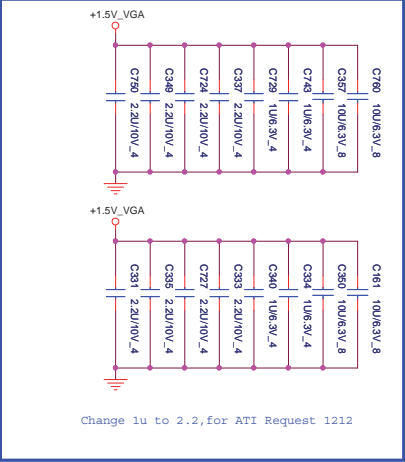 +1.5V_VGA
C750 2.2U/10V_4
C349 2.2U/10V_4
C724 2.2U/10V_4
C337 2.2U/10V_4
C729 1U/6.3V_4
C743 1U/6.3V_4
C357 10U/6.3V_8
C760 10U/6.3V_8
+1.5V_VGA
C331 2.2U/10V_4
C335 2.2U/10V_4
C727 2.2U/10V_4
C333 2.2U/10V_4
C340 1U/6.3V_4
C334 1U/6.3V_4
C350 10U/6.3V_8
C161 10U/6.3V_8
Change 1u to 2.2,for ATI Request 1212